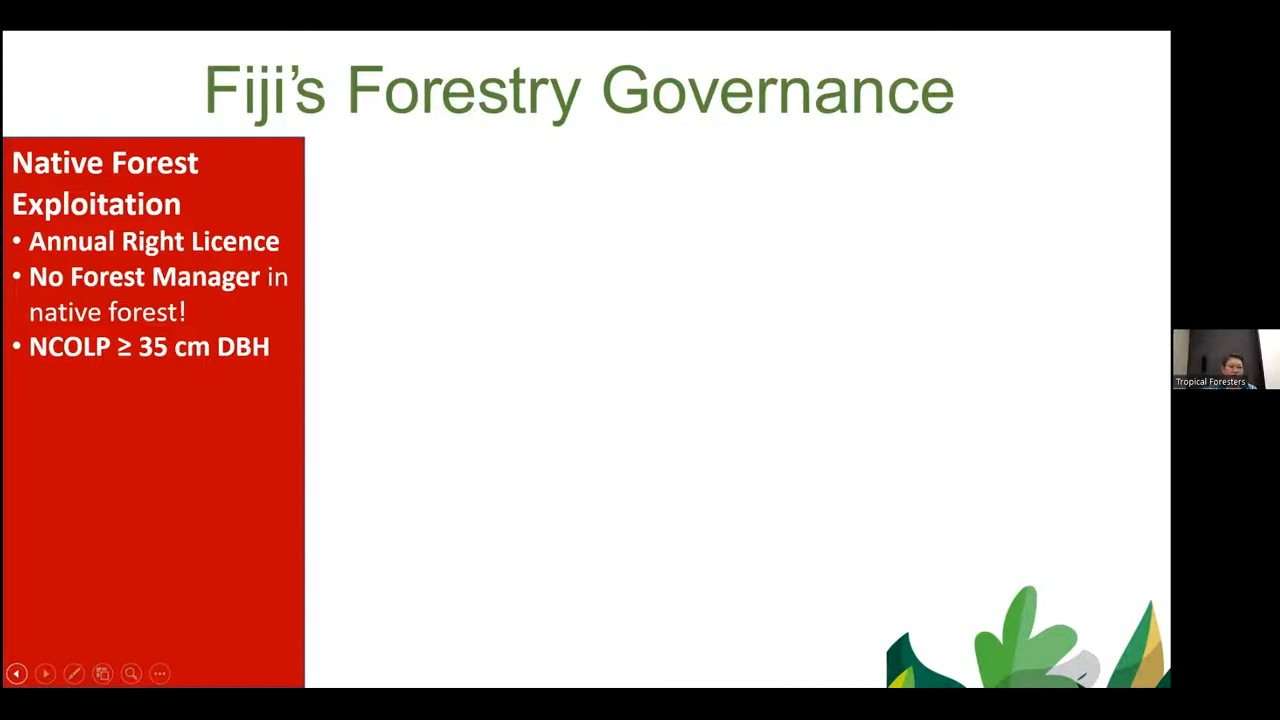 Fiji's Forestry Governance
Native Forest
Exploitation
• Annual Right Licence
• No Forest Manager in
native forest!
• NCOLP ≥ 35 cm DBH
Tropical Foresters